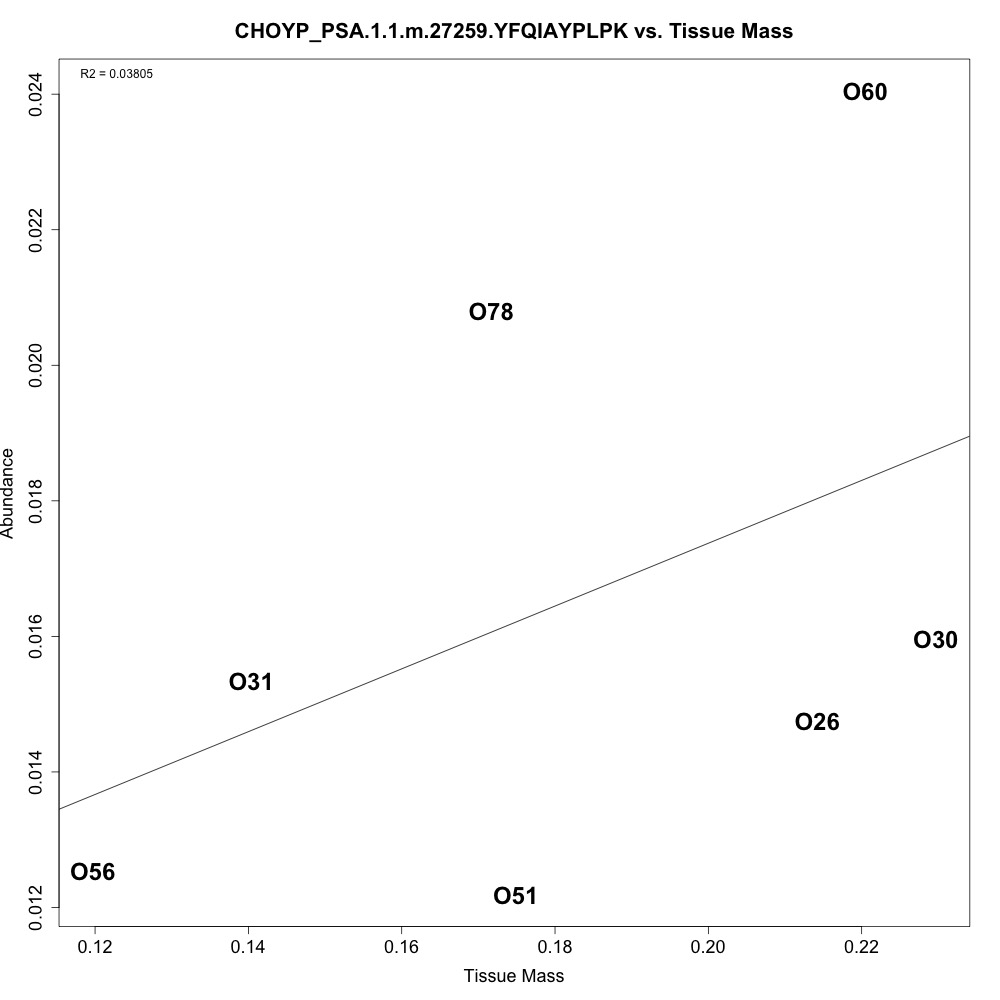 CHOYP_PSA.1.1.m.27259.YFQIAYPLPK vs. Tissue Mass
R2 = 0.03805
O60
O78
O30
O31
O26
O56
O51
Abundance
0.024
0.022
0.020
0.018
0.016
0.014
0.012
0.12 0.14 0.16 0.18 0.20 0.22
Tissue Mass